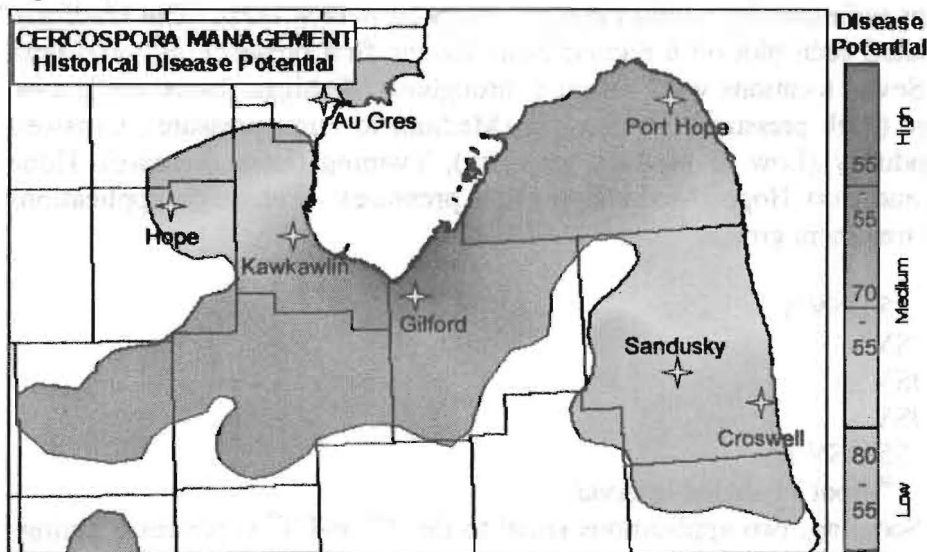 CERCOSPORA MANAGEMENT
Historical Disease Potential
Disease
Potential
Au Gres
Port Hope
Hope
Kawkawlin
Gilford
Sandusky
Croswell
High
55
55
Medium
70
-
55
Low
80
-
55